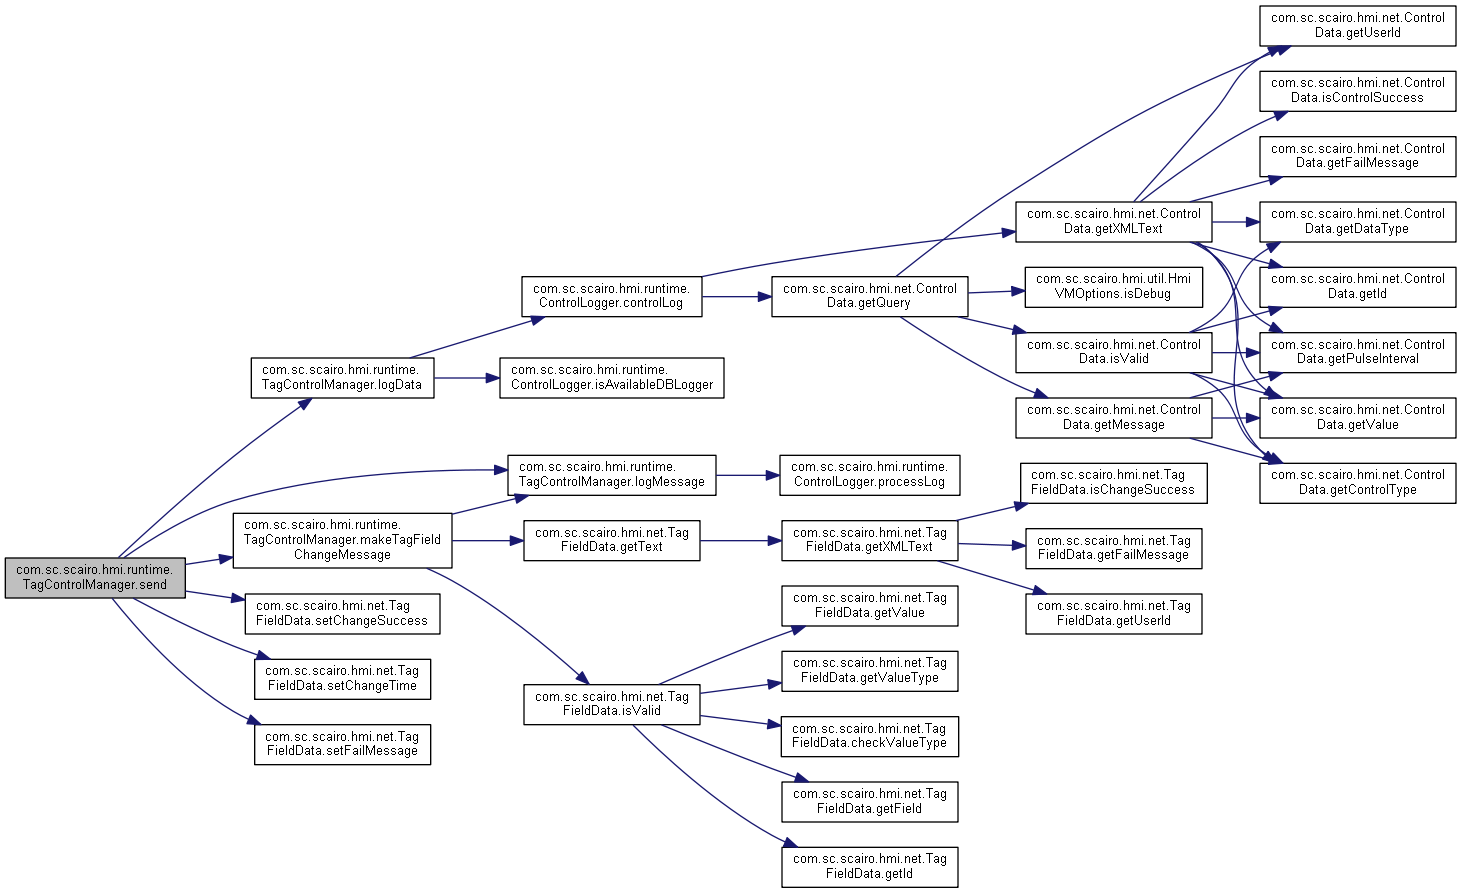 com.sc.scairo.hmi.runtime.
TagControlManager.send
com.sc.scairo.hmi.runtime.
TagControlManager.logData
com.sc.scairo.hmi.runtime.
TagControlManager.makeTagField
ChangeMessage
com.sc.scairo.hmi.net.Tag
FieldData.setChangeSuccess
com.sc.scairo.hmi.net.Tag
FieldData.setChangeTime
com.sc.scairo.hmi.net.Tag
FieldData.setFailMessage
com.sc.scairo.hmi.runtime.
ControlLogger.controlLog
com.sc.scairo.hmi.runtime.
ControlLogger.isAvailableDBLogger
com.sc.scairo.hmi.runtime.
TagControlManager.logMessage
com.sc.scairo.hmi.net.Tag
FieldData.getText
com.sc.scairo.hmi.net.Tag
FieldData.isValid
com.sc.scairo.hmi.net.Control
Data.getQuery
com.sc.scairo.hmi.runtime.
ControlLogger.processLog
com.sc.scairo.hmi.net.Tag
FieldData.getXMLText
com.sc.scairo.hmi.net.Tag
FieldData.getValue
com.sc.scairo.hmi.net.Tag
FieldData.getValueType
com.sc.scairo.hmi.net.Tag
FieldData.checkValueType
com.sc.scairo.hmi.net.Tag
FieldData.getField
com.sc.scairo.hmi.net.Tag
FieldData.getId
com.sc.scairo.hmi.net.Control
Data.getXMLText
com.sc.scairo.hmi.util.Hmi
VMOptions.isDebug
com.sc.scairo.hmi.net.Control
Data.isValid
com.sc.scairo.hmi.net.Control
Data.getMessage
com.sc.scairo.hmi.net.Tag
FieldData.isChangeSuccess
com.sc.scairo.hmi.net.Tag
FieldData.getFailMessage
com.sc.scairo.hmi.net.Tag
FieldData.getUserId
com.sc.scairo.hmi.net.Control
Data.getUserId
com.sc.scairo.hmi.net.Control
Data.isControlSuccess
com.sc.scairo.hmi.net.Control
Data.getFailMessage
com.sc.scairo.hmi.net.Control
Data.getDataType
com.sc.scairo.hmi.net.Control
Data.getId
com.sc.scairo.hmi.net.Control
Data.getPulseInterval
com.sc.scairo.hmi.net.Control
Data.getValue
com.sc.scairo.hmi.net.Control
Data.getControlType